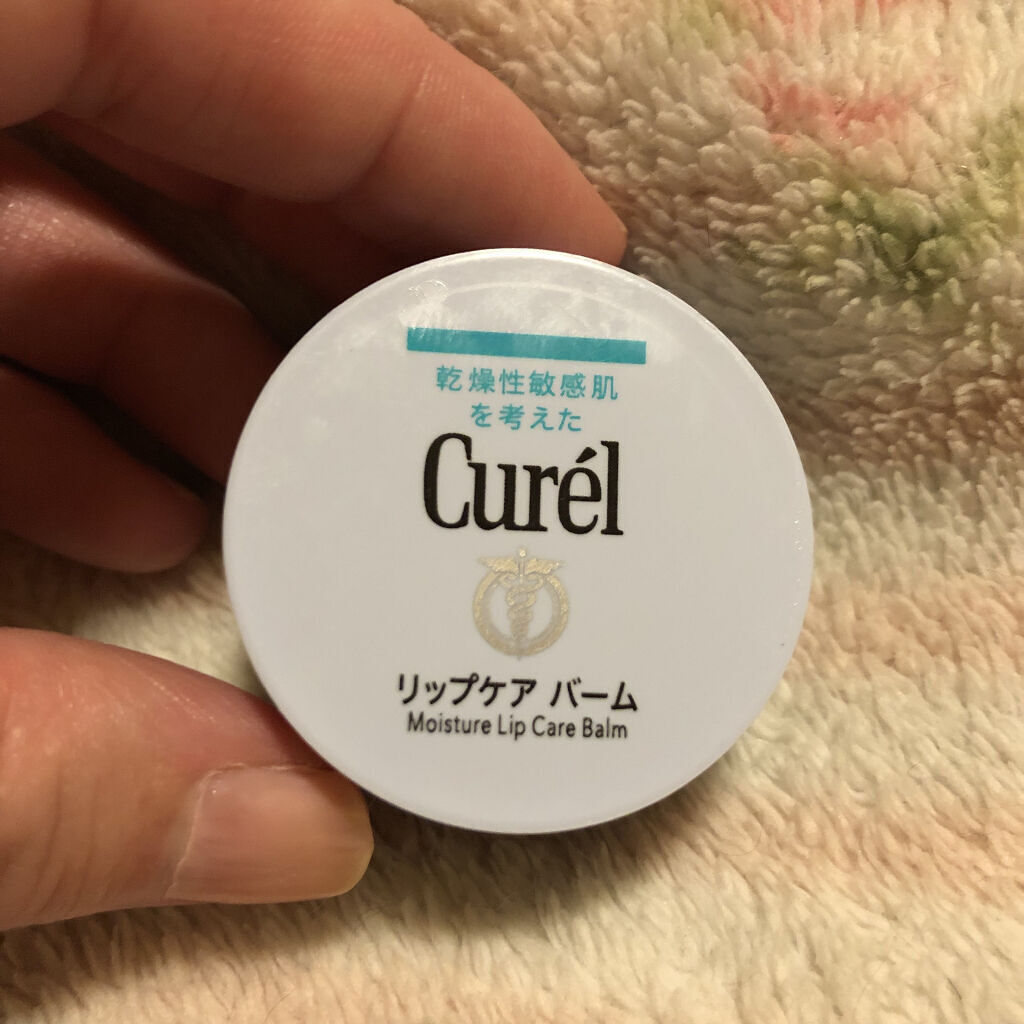 乾燥性敏感肌
を考えた
Curél
リップケア バーム
Moisture Lip Care Balm